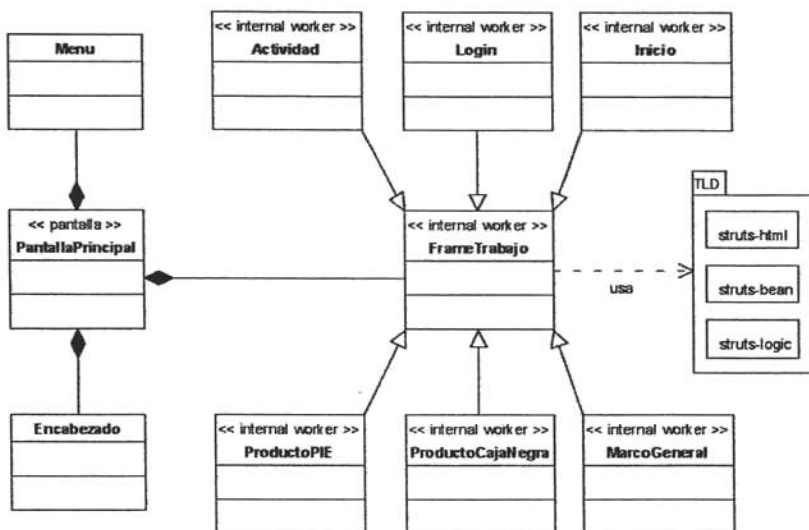 Menu
<< internal worker >>
Actividad
<< internal worker >>
Login
<< internal worker >>
Inicio
<< pantalla >>
PantallaPrincipal
<< internal worker >>
FrameTrabajo
usa
TLD
struts-html
struts-bean
struts-logic
Encabezado
<< internal worker >>
ProductoPIE
<< internal worker >>
ProductoCajaNegra
<< internal worker >>
MarcoGeneral